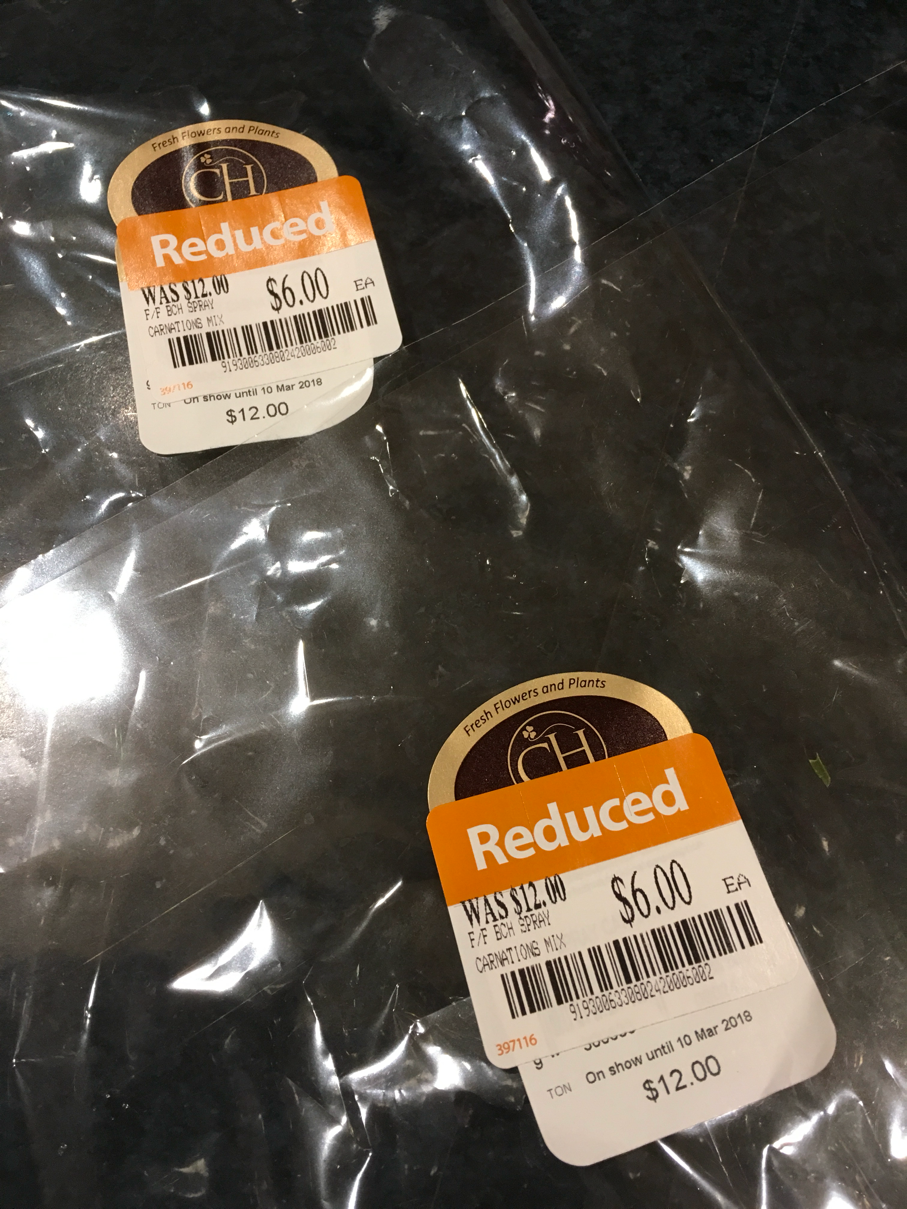 Fresh Flowers and Plants
CH
Reduced
WAS $12.00 $6.00 EA
F/F BCH SPRAY
CARNATIONS MIX
9193006330802420006002
9
397116
TON On show until 10 Mar 2018
$12.00
Fresh Flowers and Plants
CH
Reduced
WAS $12.00 $6.00 EA
F/F BCH SPRAY
CARNATIONS MIX
9193006330802420006002
397116
9
TON On show until 10 Mar 2018
$12.00